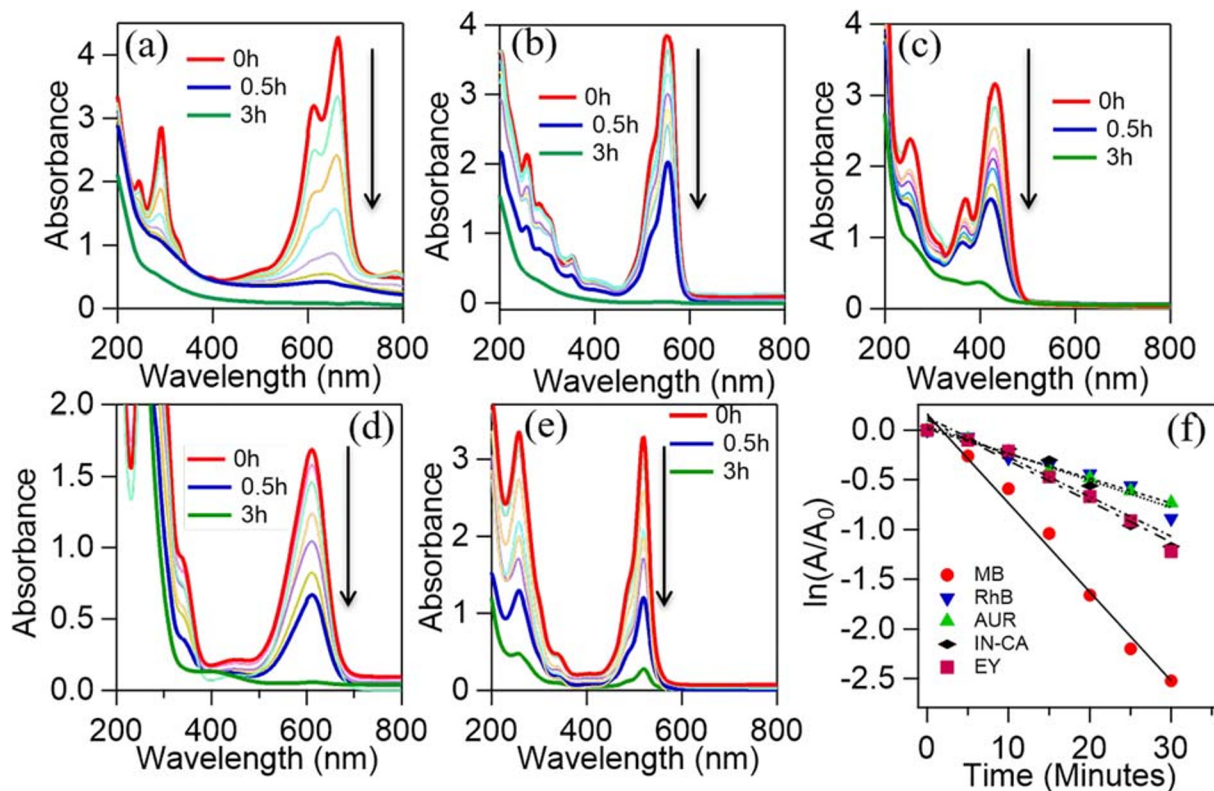 (a)
0h
0.5h
3h
4
3
2
1
0
Absorbance
200 400 600 800
Wavelength (nm)
(b)
0h
0.5h
3h
4
3
2
1
0
Absorbance
200 300 400 500 600 700 800
Wavelength (nm)
(c)
0h
0.5h
3h
4
3
2
1
0
Absorbance
200 400 600 800
Wavelength (nm)
(d)
0h
0.5h
3h
2.0
1.5
1.0
0.5
0.0
Absorbance
200 400 600 800
Wavelength (nm)
(e)
0h
0.5h
3h
3
2
1
0
Absorbance
200 400 600 800
Wavelength (nm)
(f)
0.0
-0.5
-1.0
-1.5
-2.0
-2.5
ln(A/A0)
MB
RhB
AUR
IN-CA
EY
0 10 20 30
Time (Minutes)